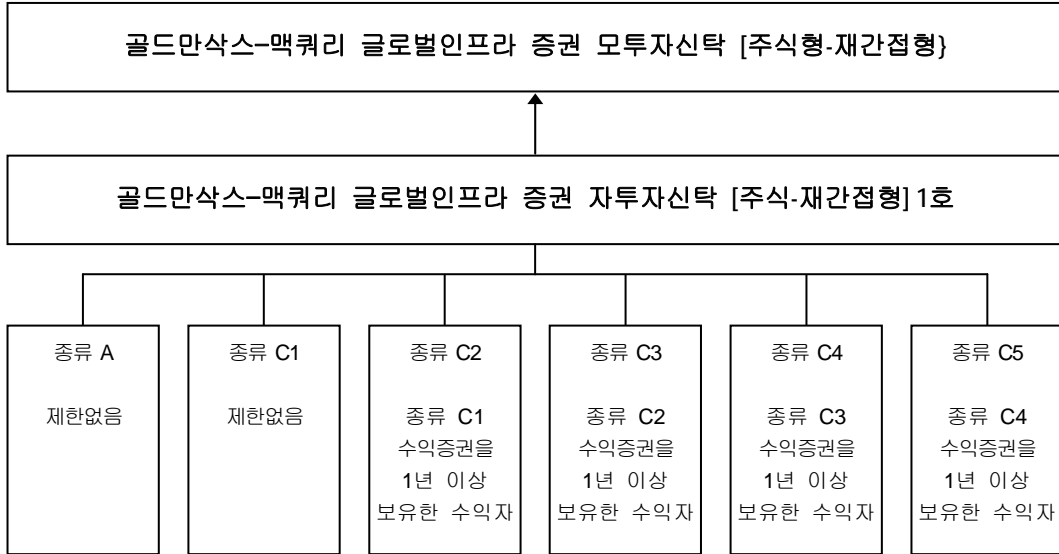 골드만삭스–맥쿼리 글로벌인프라 증권 모투자신탁 [주식형-재간접형}
골드만삭스–맥쿼리 글로벌인프라 증권 자투자신탁 [주식-재간접형] 1호
종류 A
제한없음
종류 C1
제한없음
종류 C2
종류 C1
수익증권을
1년 이상
보유한 수익자
종류 C3
종류 C2
수익증권을
1년 이상
보유한 수익자
종류 C4
종류 C3
수익증권을
1년 이상
보유한 수익자
종류 C5
종류 C4
수익증권을
1년 이상
보유한 수익자